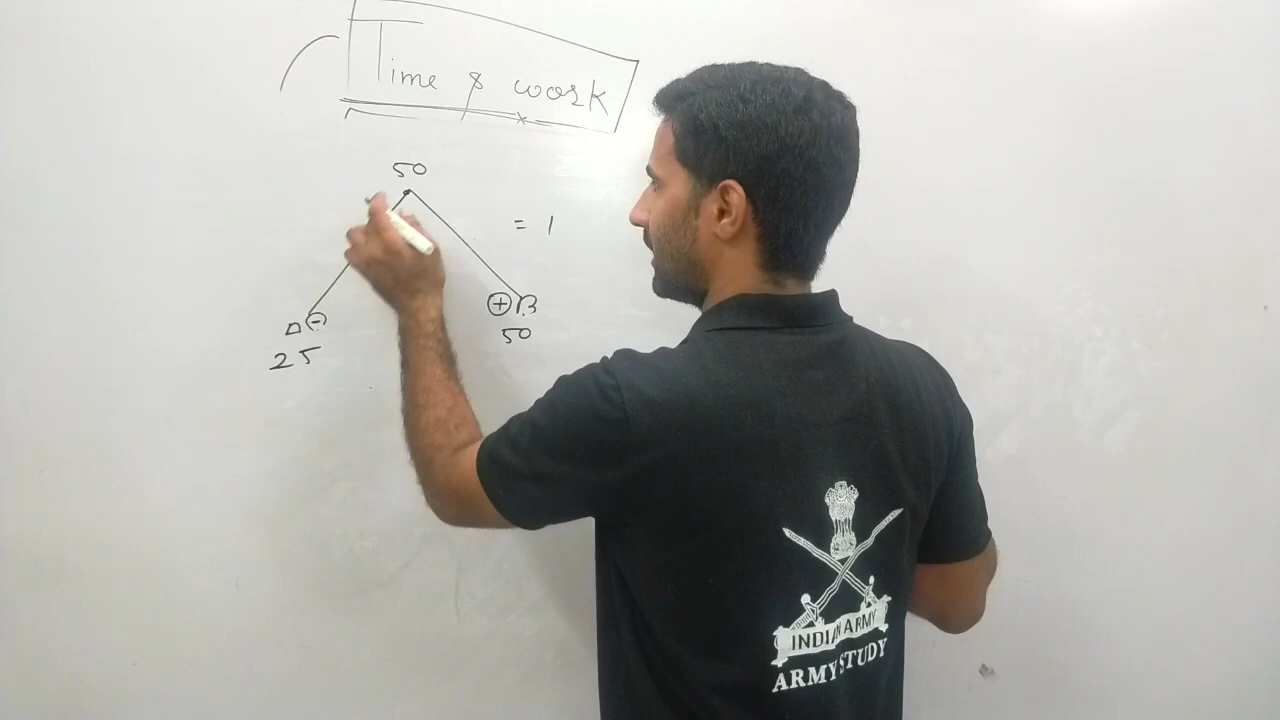 Time & work
50
= 1
A ⊖
25
⊕ B
50
INDIAN ARMY
ARMY STUDY